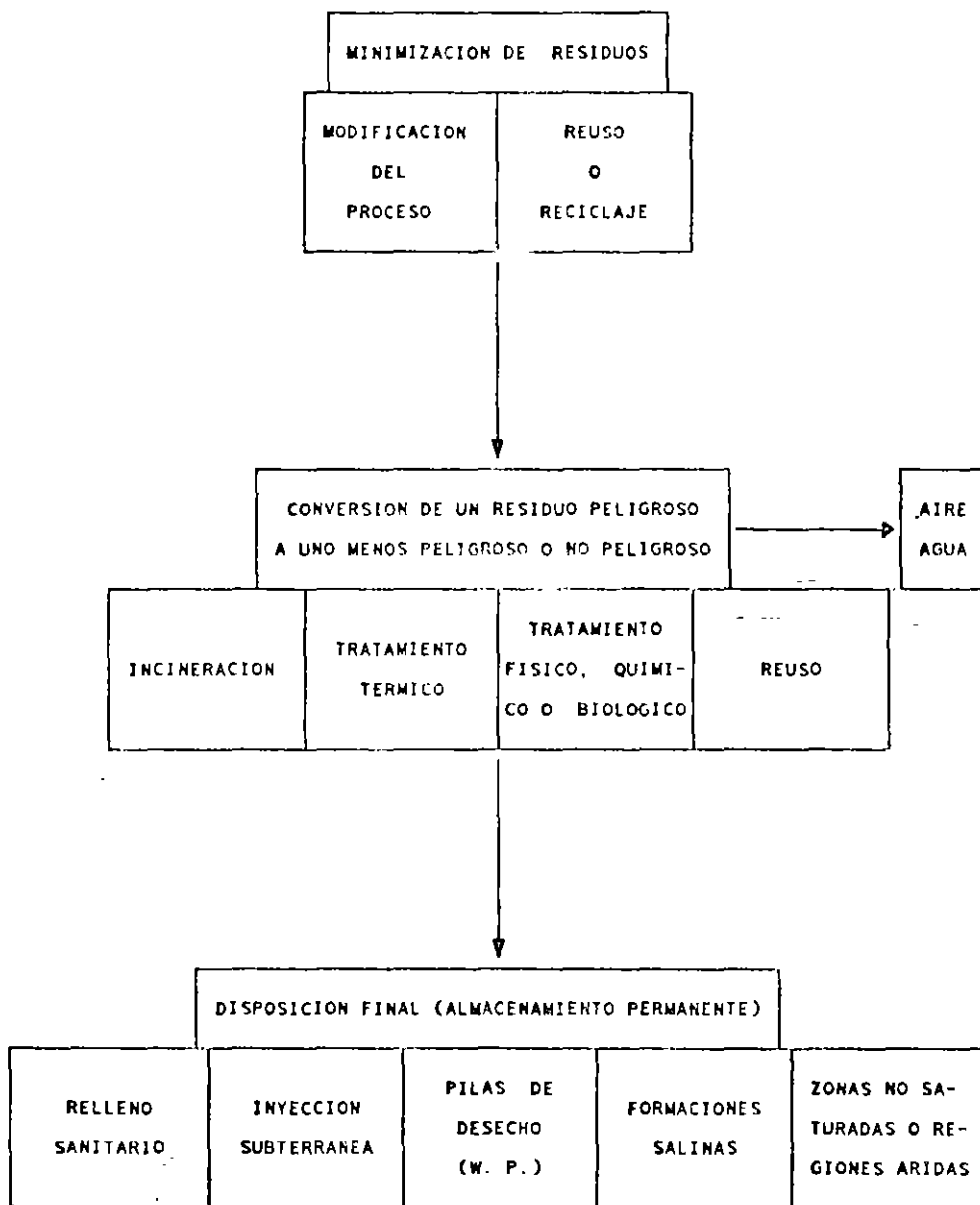 MINIMIZACION DE RESIDUOS
MODIFICACION
DEL
PROCESO
REUSO
O
RECICLAJE
CONVERSION DE UN RESIDUO PELIGROSO
A UNO MENOS PELIGROSO O NO PELIGROSO
AIRE
AGUA
INCINERACION
TRATAMIENTO
TERMICO
TRATAMIENTO
FISICO, QUIMI-
CO O BIOLOGICO
REUSO
DISPOSICION FINAL (ALMACENAMIENTO PERMANENTE)
RELLENO
SANITARIO
INYECCION
SUBTERRANEA
PILAS DE
DESECHO
(W. P.)
FORMACIONES
SALINAS
ZONAS NO SA-
TURADAS O RE-
GIONES ARIDAS